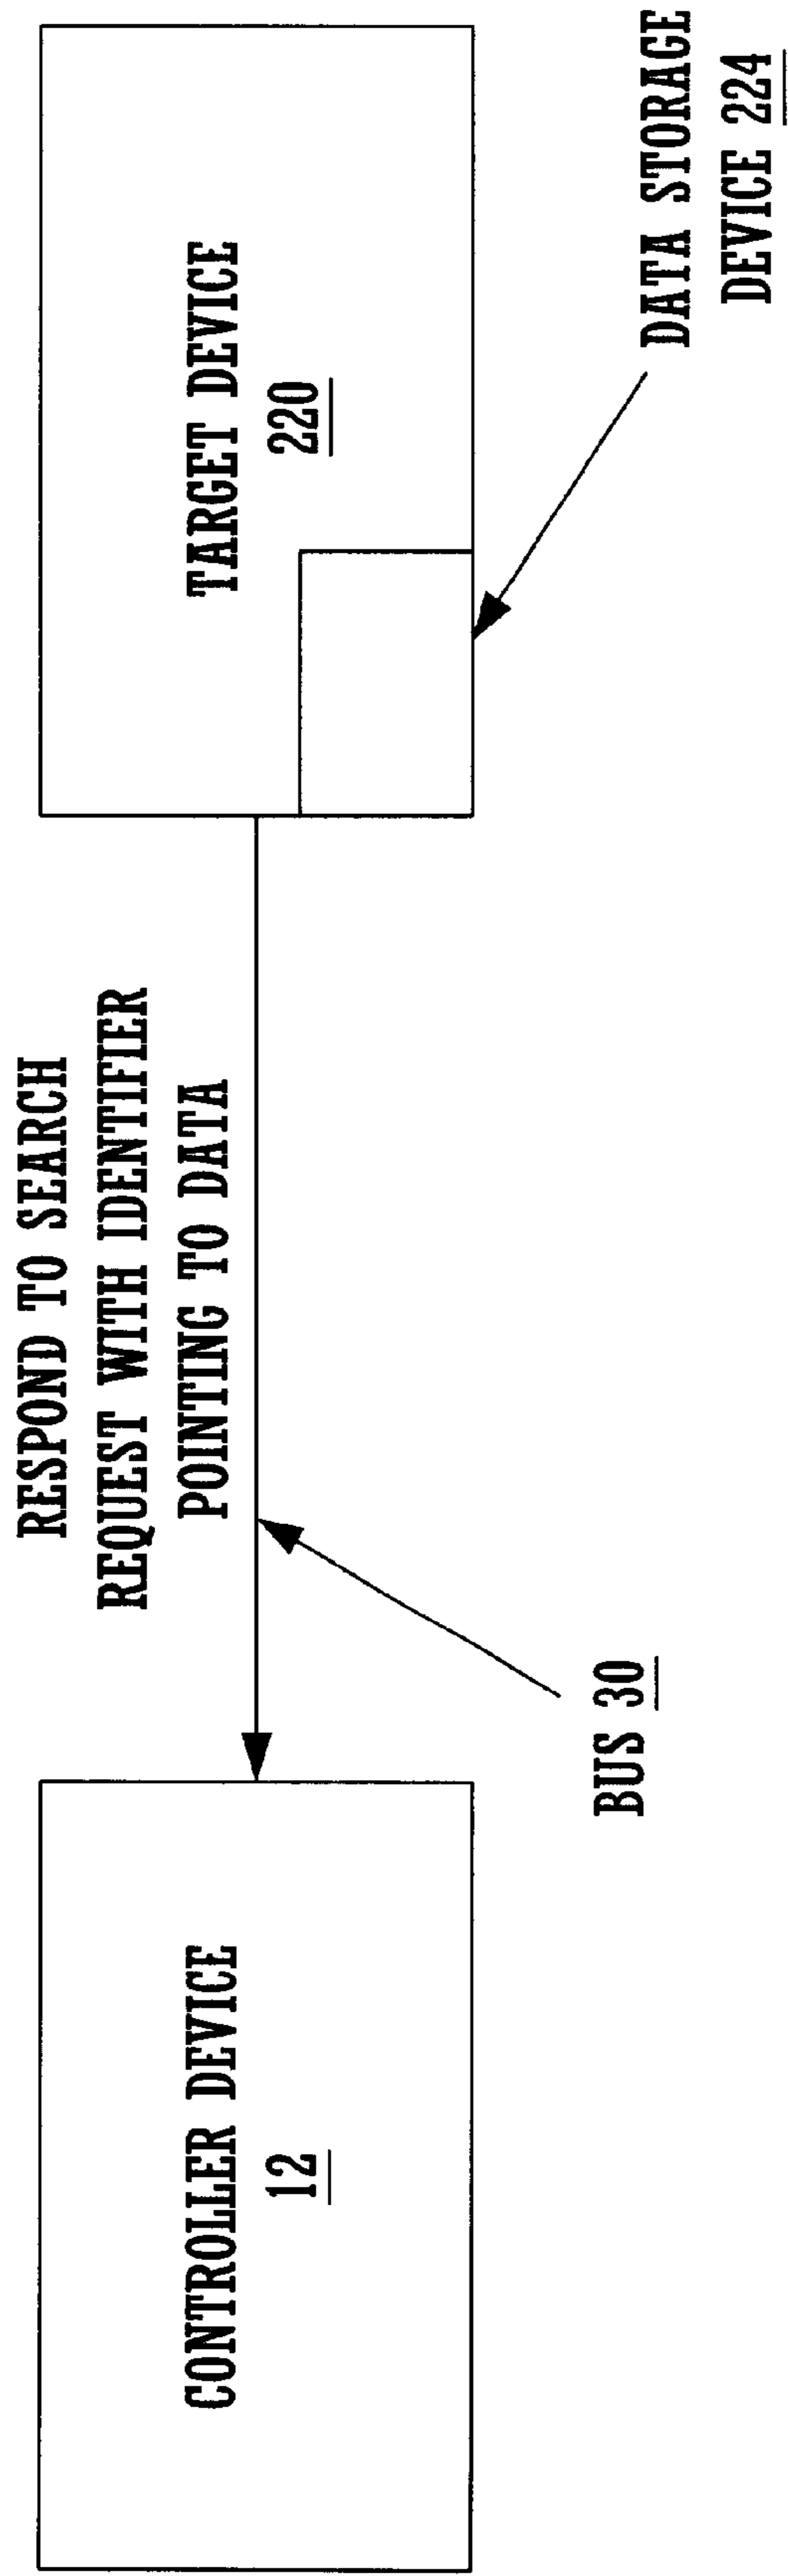 RESPOND TO SEARCH
REQUEST WITH IDENTIFIER
POINTING TO DATA
CONTROLLER DEVICE
12
TARGET DEVICE
220
BUS 30
DATA STORAGE
DEVICE 224